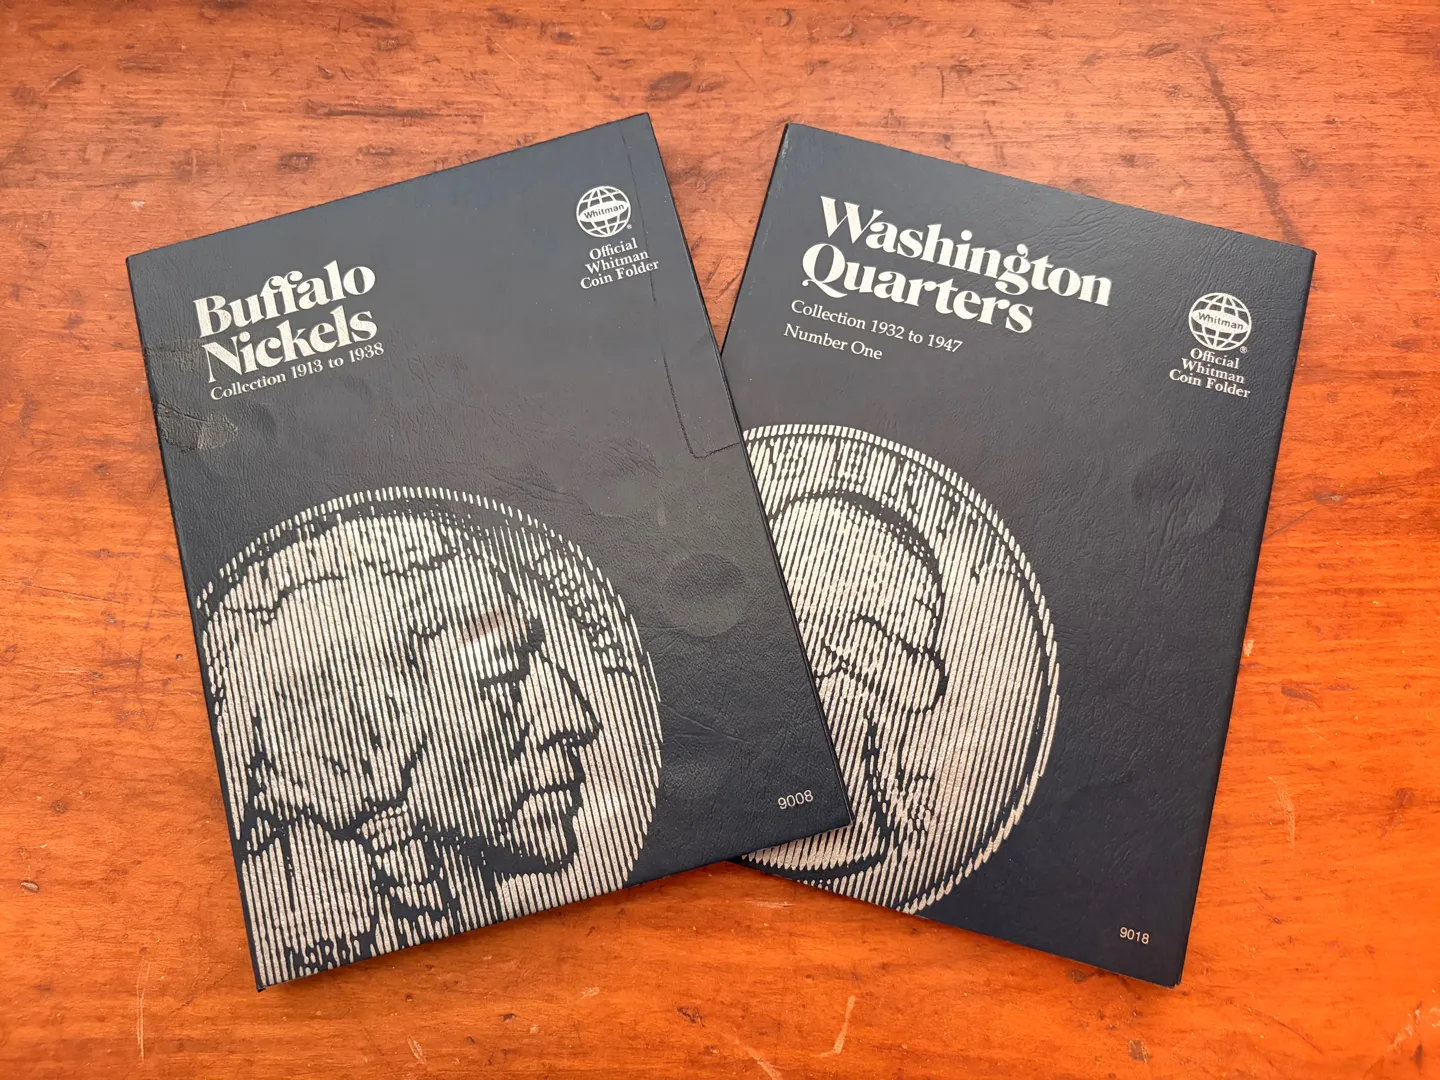 Buffalo
Nickels
Collection 1913 to 1938
Whitman
®
Official
Whitman
Coin Folder
9008
Washington
Quarters
Collection 1932 to 1947
Number One
Whitman
®
Official
Whitman
Coin Folder
9018